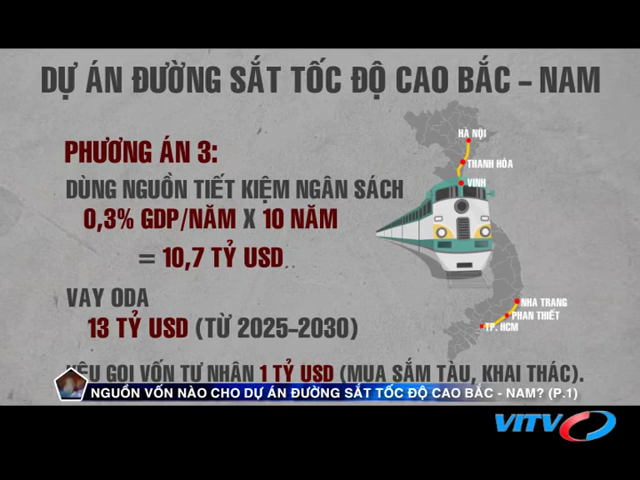 DỰ ÁN ĐƯỜNG SẮT TỐC ĐỘ CAO BẮC – NAM
HÀ NỘI
THANH HÓA
VINH
PHƯƠNG ÁN 3:
DÙNG NGUỒN TIẾT KIỆM NGÂN SÁCH
0,3% GDP/NĂM X 10 NĂM
= 10,7 TỶ USD
VAY ODA
13 TỶ USD (TỪ 2025-2030)
NHA TRANG
PHAN THIẾT
TP. HCM
GỌI VỐN TƯ NHÂN 1 TỶ USD (MUA SẮM TÀU, KHAI THÁC).
NGUỒN VỐN NÀO CHO DỰ ÁN ĐƯỜNG SẮT TỐC ĐỘ CAO BẮC - NAM? (P.1)
VITV